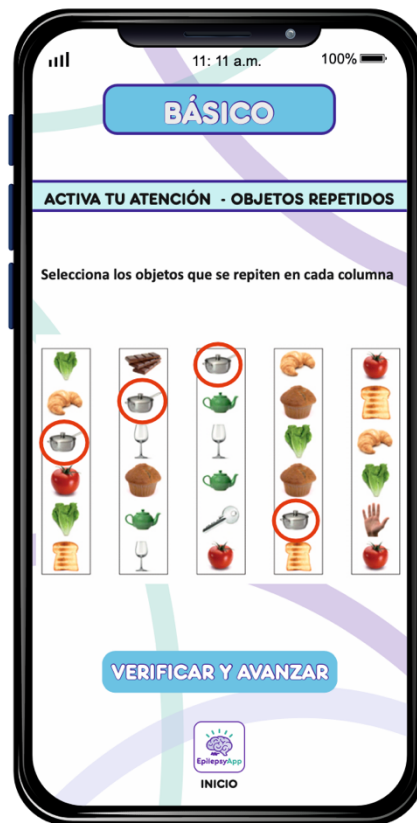 11: 11 a.m. 100%
BÁSICO
ACTIVA TU ATENCIÓN - OBJETOS REPETIDOS
Selecciona los objetos que se repiten en cada columna
VERIFICAR Y AVANZAR
EpilepsyApp
INICIO